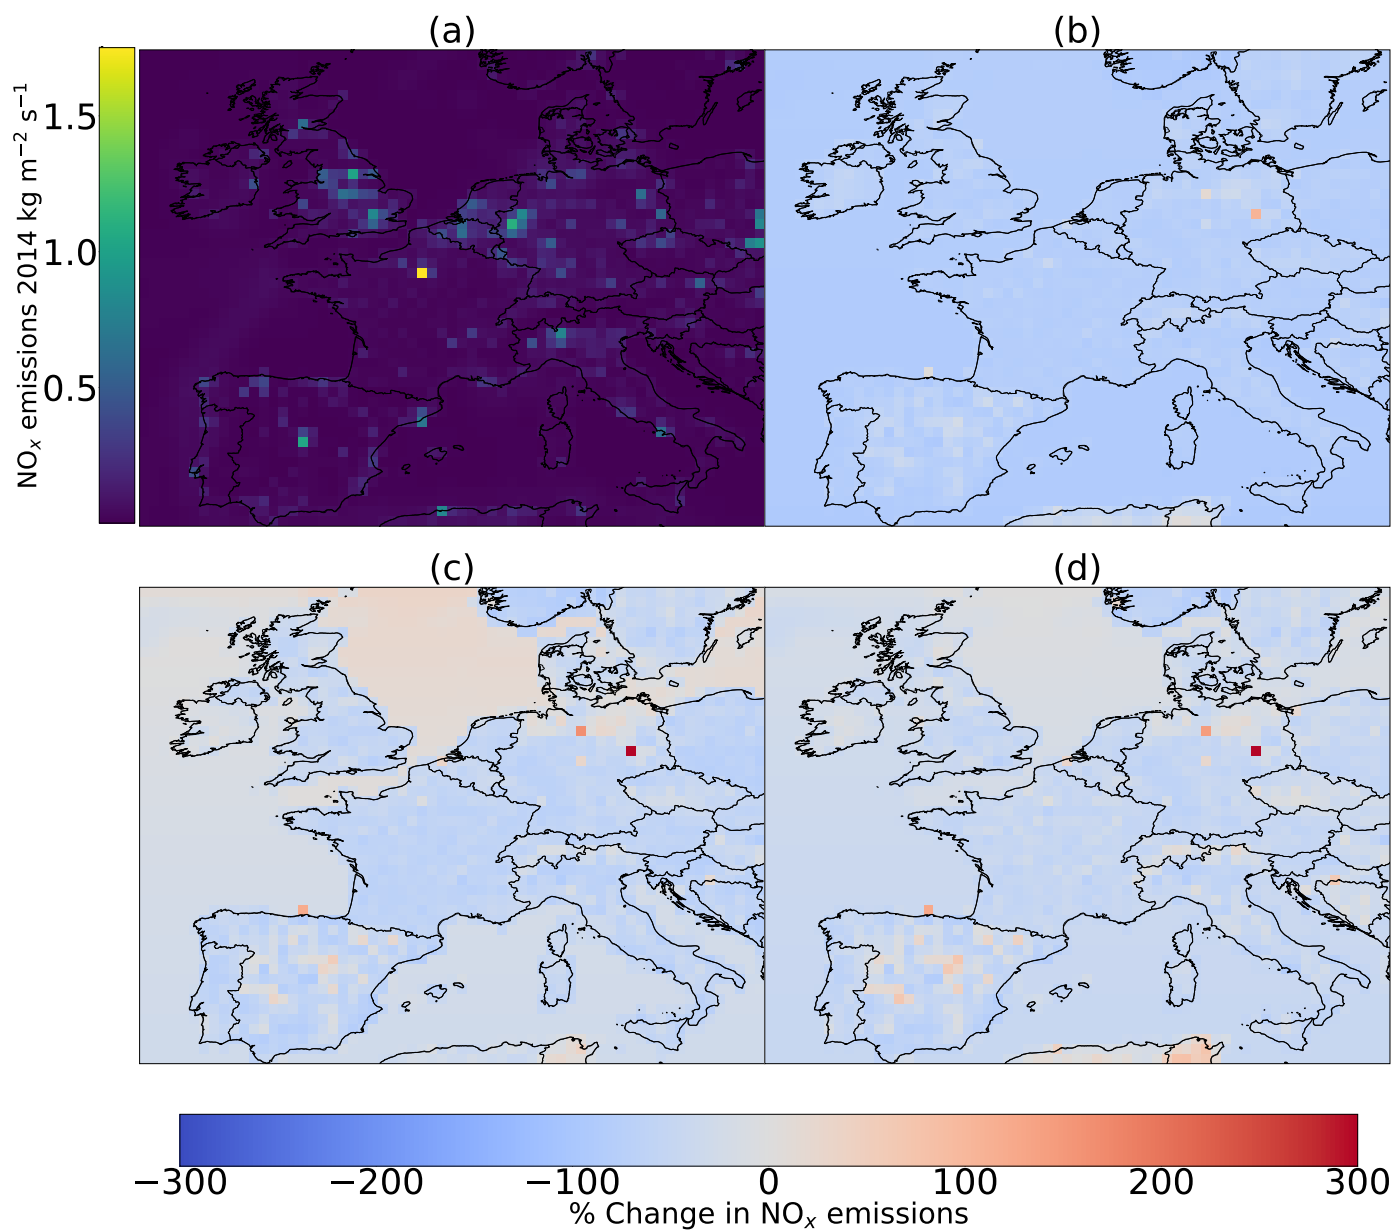 (a)
(b)
NOx emissions 2014 kg m−2 s−1
1.5
1.0
0.5
(c)
(d)
−300 −200 −100 0 100 200 300
% Change in NOx emissions